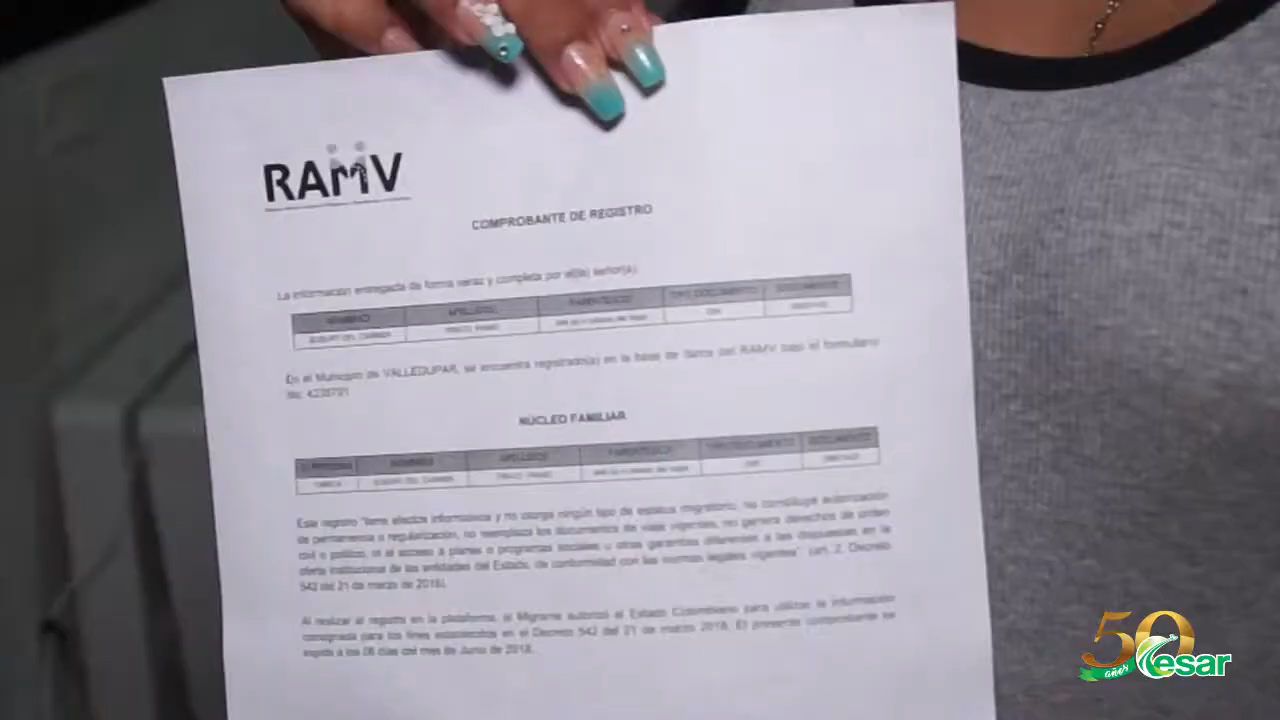 RAMV
COMPROBANTE DE REGISTRO
La información entregada de forma veraz y completa por el(la) señor(a):
NOMBRE APELLIDOS PARENTESCO TIPO DOCUMENTO DOCUMENTO
DEL CARMEN
En el Municipio de VALLEDUPAR, se encuentra registrado(a) en la base de datos del RAMV bajo el formulario
No.
NÚCLEO FAMILIAR
NOMBRES APELLIDOS PARENTESCO TIPO DOCUMENTO DOCUMENTO
DEL CARMEN
Este registro "tiene efectos informativos y no otorga ningún tipo de estatus migratorio, no constituye autorización
de permanencia o regularización, no reemplaza los documentos de viaje vigentes, no genera derechos de orden
civil o político, ni el acceso a planes o programas sociales u otras garantías diferentes a las dispuestas en la
oferta institucional de las entidades del Estado, de conformidad con las normas legales vigentes" (art. 2, Decreto
542 del 21 de marzo de 2018).
Al realizar el registro en la plataforma, el Migrante autorizó al Estado Colombiano para utilizar la información
consignada para los fines establecidos en el Decreto 542 del 21 de marzo 2018. El presente comprobante se
expide a los 06 días del mes de Junio de 2018.
50
años
Cesar